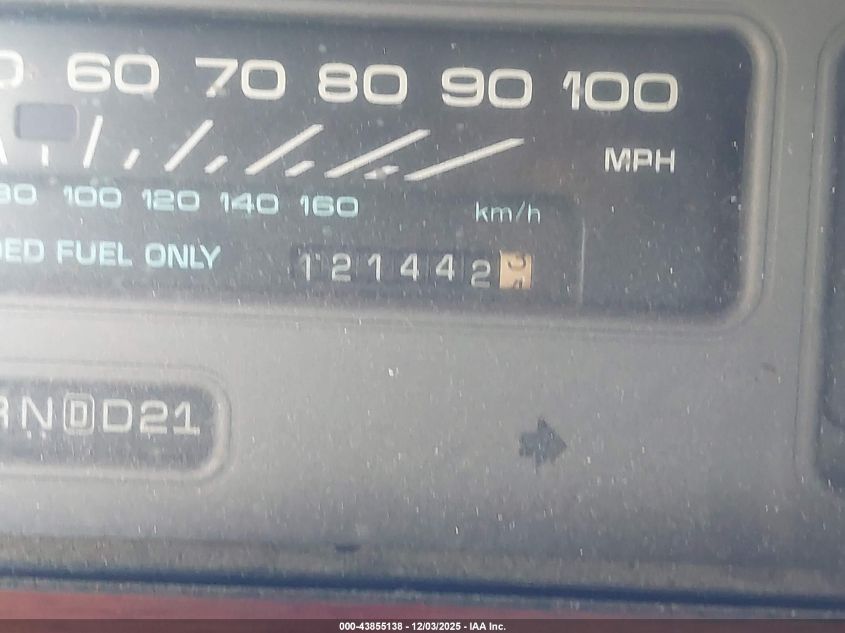 60 70 80 90 100
MPH
100 120 140 160 km/h
FUEL ONLY 121442
N D D21
000-43855138 - 12/03/2025 - IAA Inc.